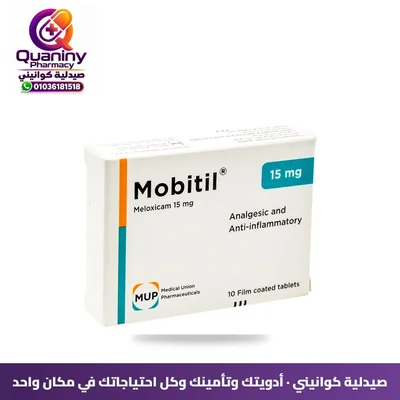 Quaniny
Pharmacy
صيدلية كوانيني
01036181518
Mobitil®
Meloxicam 15 mg
15 mg
Analgesic and
Anti-inflammatory
MUP
Medical Union
Pharmaceuticals
10 Film coated tablets
صيدلية كوانيني · أدويتك وتأمينك وكل احتياجاتك في مكان واحد